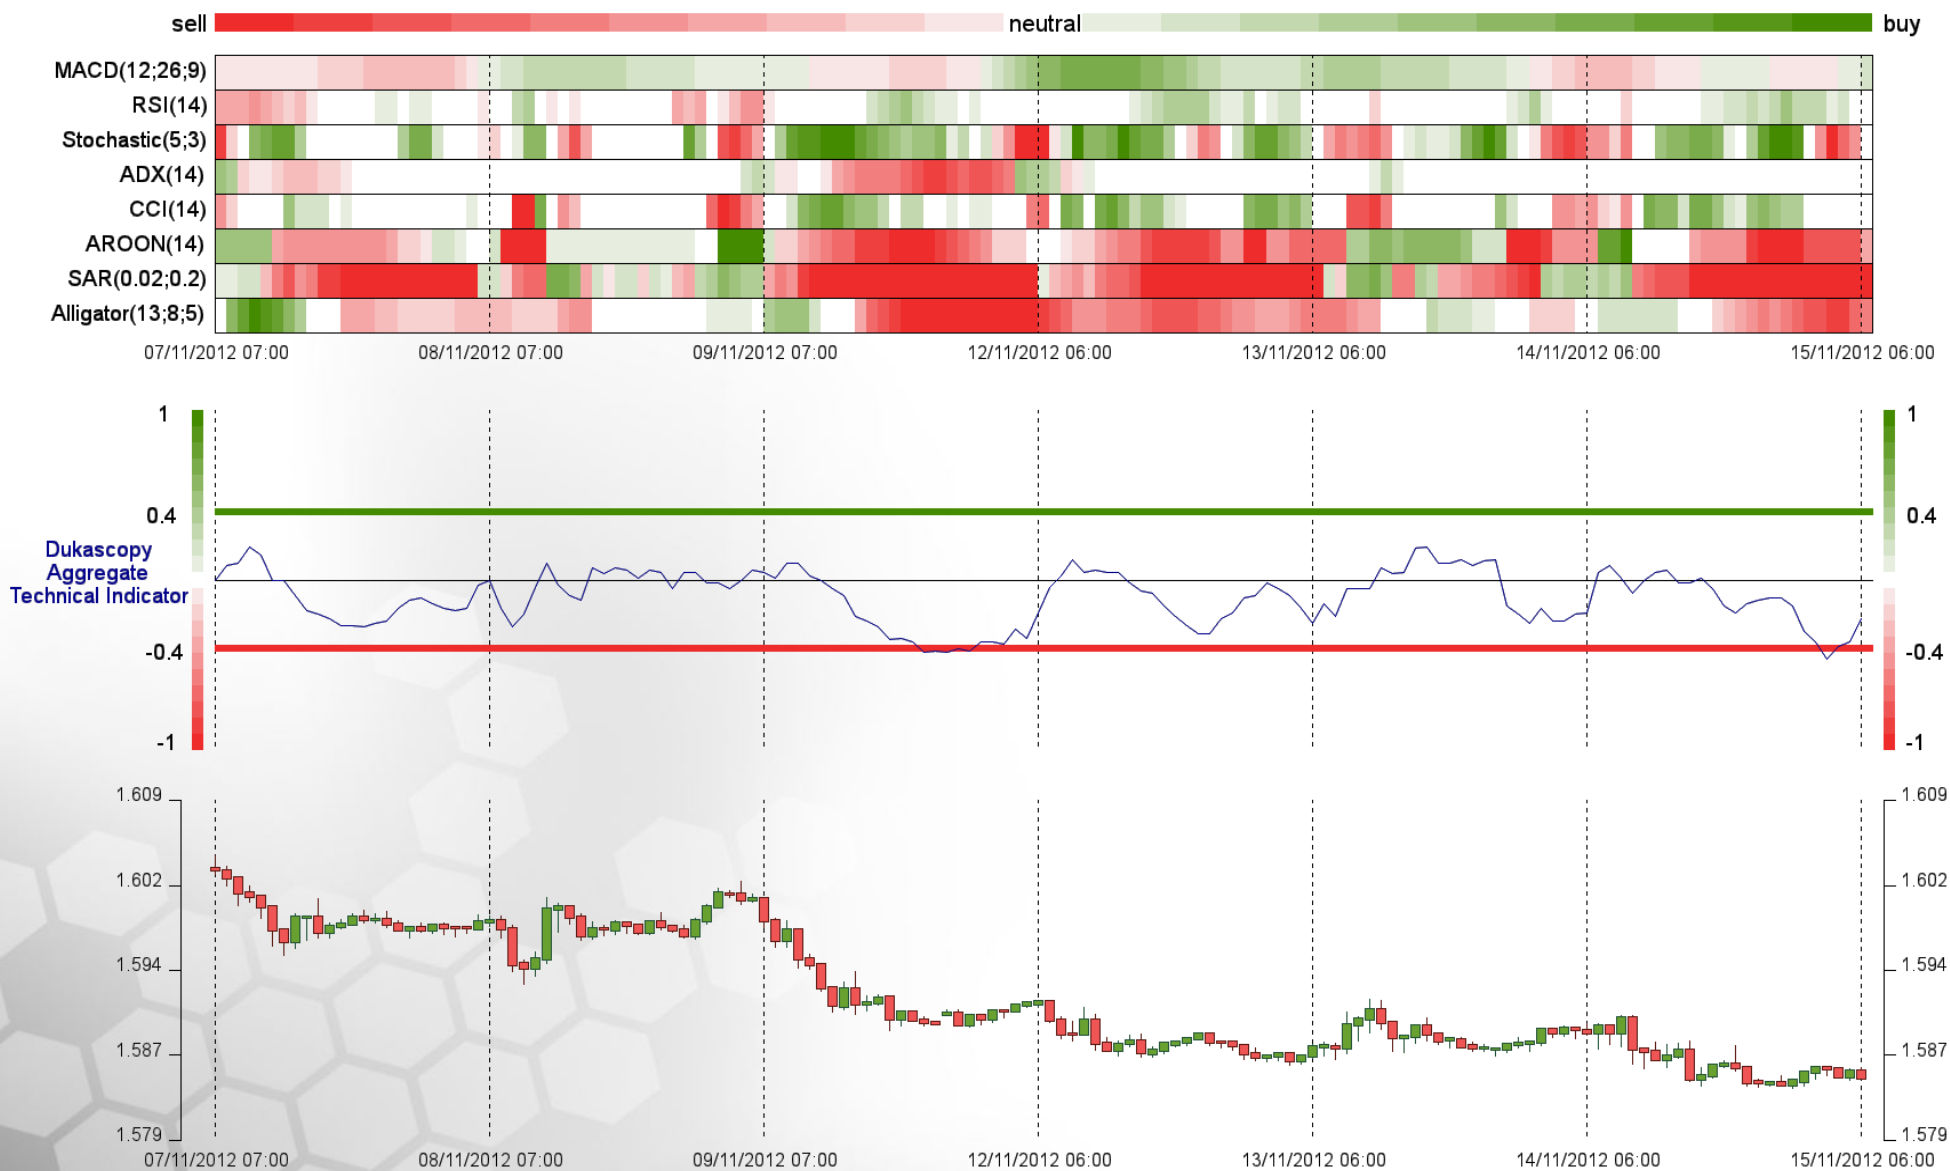 sell neutral buy
MACD(12;26;9)
RSI(14)
Stochastic(5;3)
ADX(14)
CCI(14)
AROON(14)
SAR(0.02;0.2)
Alligator(13;8;5)
07/11/2012 07:00 08/11/2012 07:00 09/11/2012 07:00 12/11/2012 06:00 13/11/2012 06:00 14/11/2012 06:00 15/11/2012 06:00
1 1
0.4 0.4
Dukascopy
Aggregate
Technical Indicator
-0.4 -0.4
-1 -1
1.609 1.609
1.602 1.602
1.594 1.594
1.587 1.587
1.579 1.579
07/11/2012 07:00 08/11/2012 07:00 09/11/2012 07:00 12/11/2012 06:00 13/11/2012 06:00 14/11/2012 06:00 15/11/2012 06:00